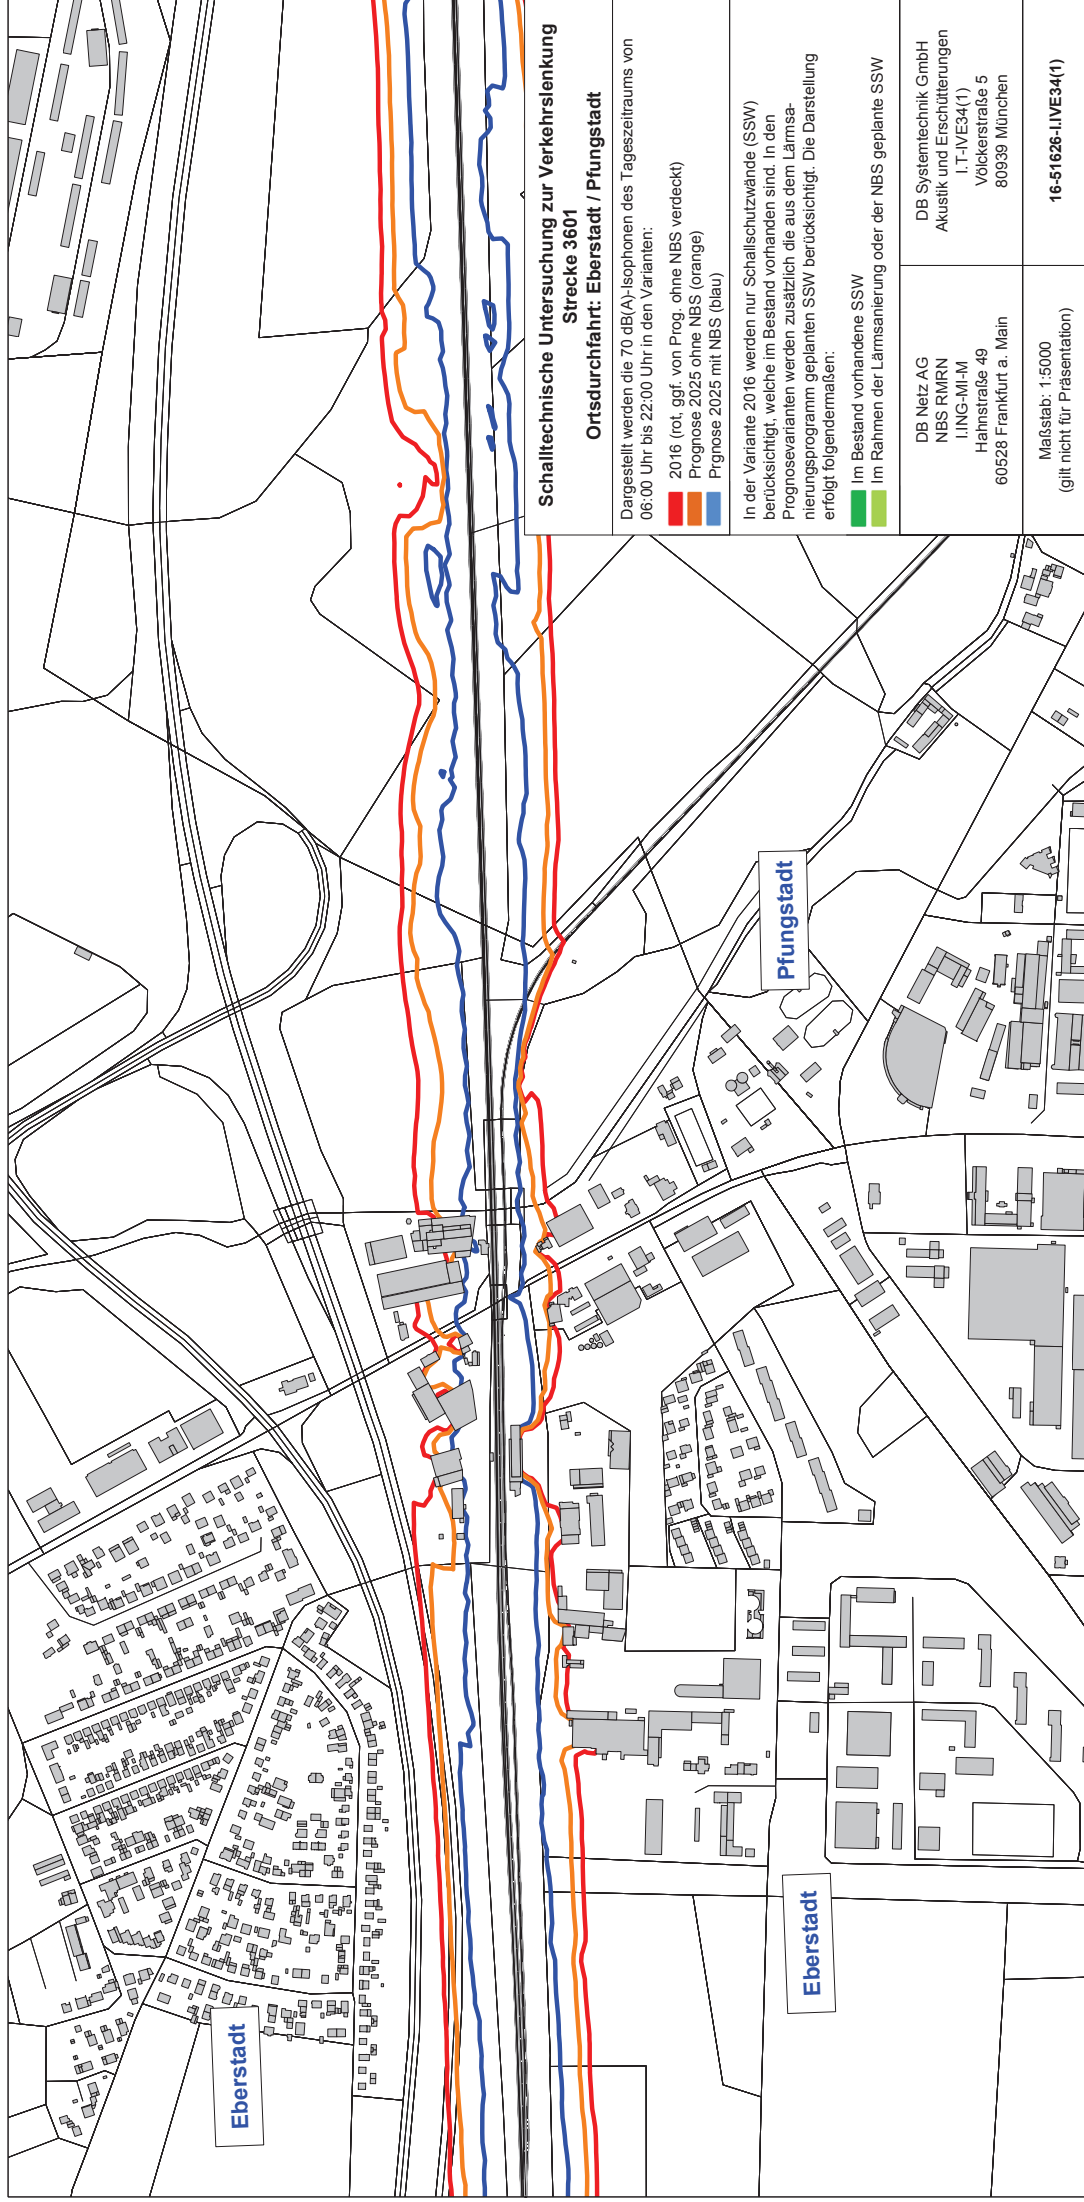 Eberstadt
Eberstadt
Pfungstadt
Schalltechnische Untersuchung zur Verkehrslenkung
Strecke 3601
Ortsdurchfahrt: Eberstadt / Pfungstadt
Dargestellt werden die 70 dB(A)-Isophonen des Tageszeitraums von
06:00 Uhr bis 22:00 Uhr in den Varianten:
2016 (rot, ggf. von Prog. ohne NBS verdeckt)
Prognose 2025 ohne NBS (orange)
Prgnose 2025 mit NBS (blau)
In der Variante 2016 werden nur Schallschutzwände (SSW)
berücksichtigt, welche im Bestand vorhanden sind. In den
Prognosevarianten werden zusätzlich die aus dem Lärmsa-
nierungsprogramm geplanten SSW berücksichtigt. Die Darstellung
erfolgt folgendermaßen:
Im Bestand vorhandene SSW
Im Rahmen der Lärmsanierung oder der NBS geplante SSW
DB Netz AG
NBS RMRN
I.ING-MI-M
Hahnstraße 49
60528 Frankfurt a. Main
DB Systemtechnik GmbH
Akustik und Erschütterungen
I.T-IVE34(1)
Völckerstraße 5
80939 München
Maßstab: 1:5000
(gilt nicht für Präsentation)
16-51626-I.IVE34(1)